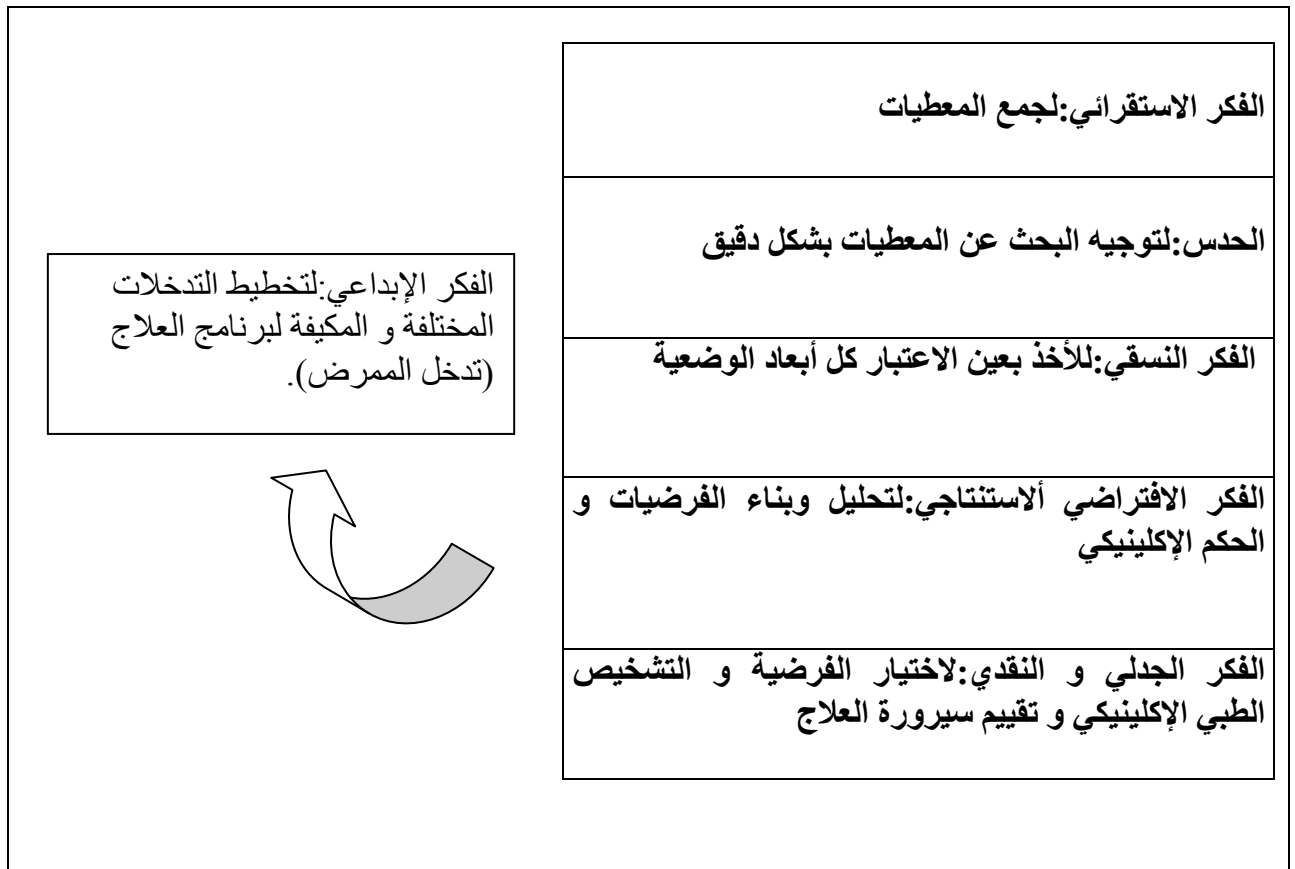 الفكر الاستقرائي:لجمع المعطيات
الحدس:لتوجيه البحث عن المعطيات بشكل دقيق
الفكر النسقي:للأخذ بعين الاعتبار كل أبعاد الوضعية
الفكر الافتراضي ألاستنتاجي:لتحليل وبناء الفرضيات و
الحكم الإكلينيكي
الفكر الجدلي و النقدي:لاختيار الفرضية و التشخيص
الطبي الإكلينيكي و تقييم سيرورة العلاج
الفكر الإبداعي:لتخطيط التدخلات
المختلفة و المكيفة لبرنامج العلاج
(تدخل الممرض).